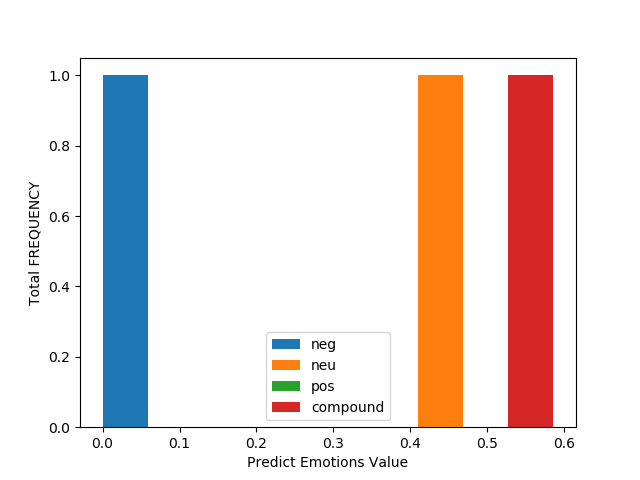 1.0
0.8
0.6
0.4
0.2
0.0
Total FREQUENCY
neg
neu
pos
compound
0.0 0.1 0.2 0.3 0.4 0.5 0.6
Predict Emotions Value